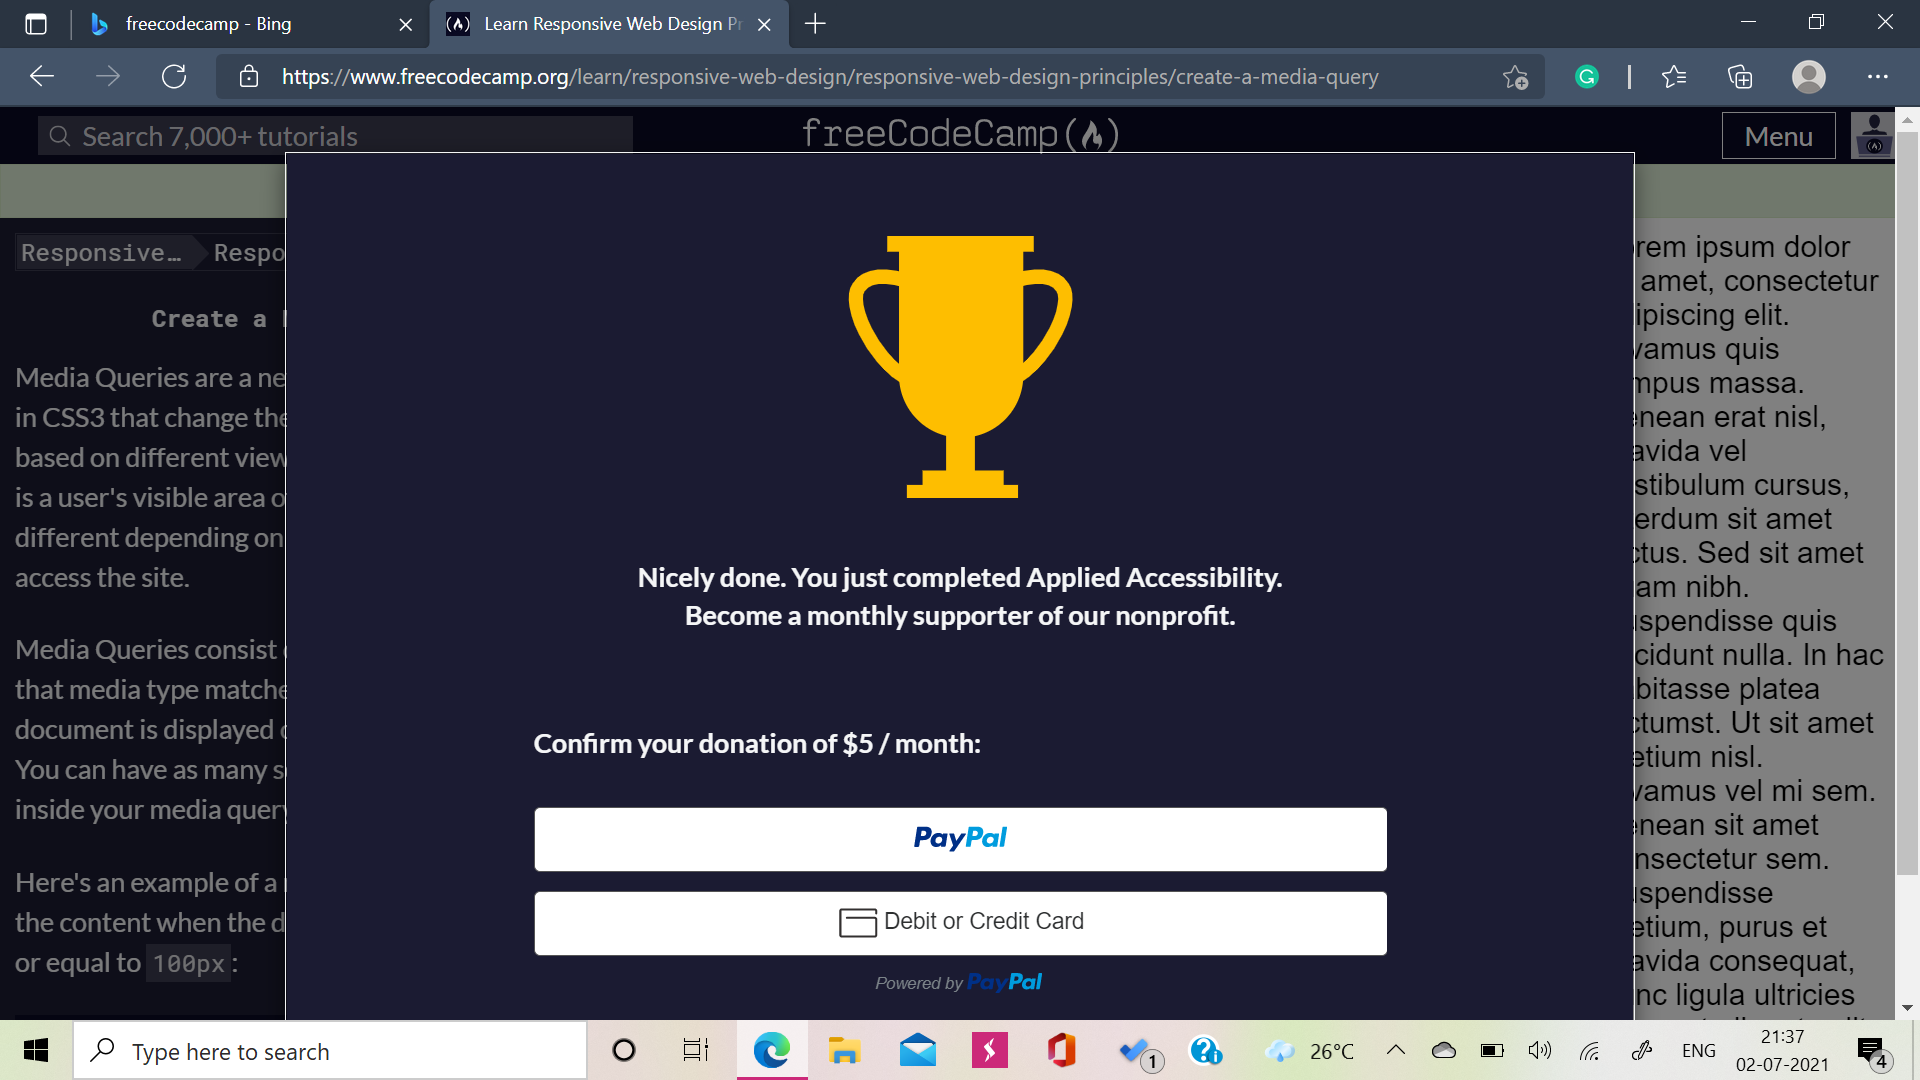 freecodecamp - Bing
Learn Responsive Web Design Pr
https://www.freecodecamp.org/learn/responsive-web-design/responsive-web-design-principles/create-a-media-query
Search 7,000+ tutorials
freeCodeCamp
Menu
Responsive…
Respo
Create a
Media Queries are a ne
in CSS3 that change the
based on different view
is a user's visible area o
different depending on
access the site.
Media Queries consist
that media type matche
document is displayed
You can have as many s
inside your media query
Here's an example of a
the content when the d
or equal to 100px:
Nicely done. You just completed Applied Accessibility.
Become a monthly supporter of our nonprofit.
Confirm your donation of $5 / month:
PayPal
Debit or Credit Card
Powered by PayPal
rem ipsum dolor
amet, consectetur
ipiscing elit.
vamus quis
mpus massa.
enean erat nisl,
avida vel
stibulum cursus,
erdum sit amet
ctus. Sed sit amet
am nibh.
uspendisse quis
cidunt nulla. In hac
bitasse platea
ctumst. Ut sit amet
etium nisl.
vamus vel mi sem.
enean sit amet
nsectetur sem.
uspendisse
etium, purus et
avida consequat,
nc ligula ultricies
Type here to search
1
26°C
ENG
21:37
02-07-2021
4